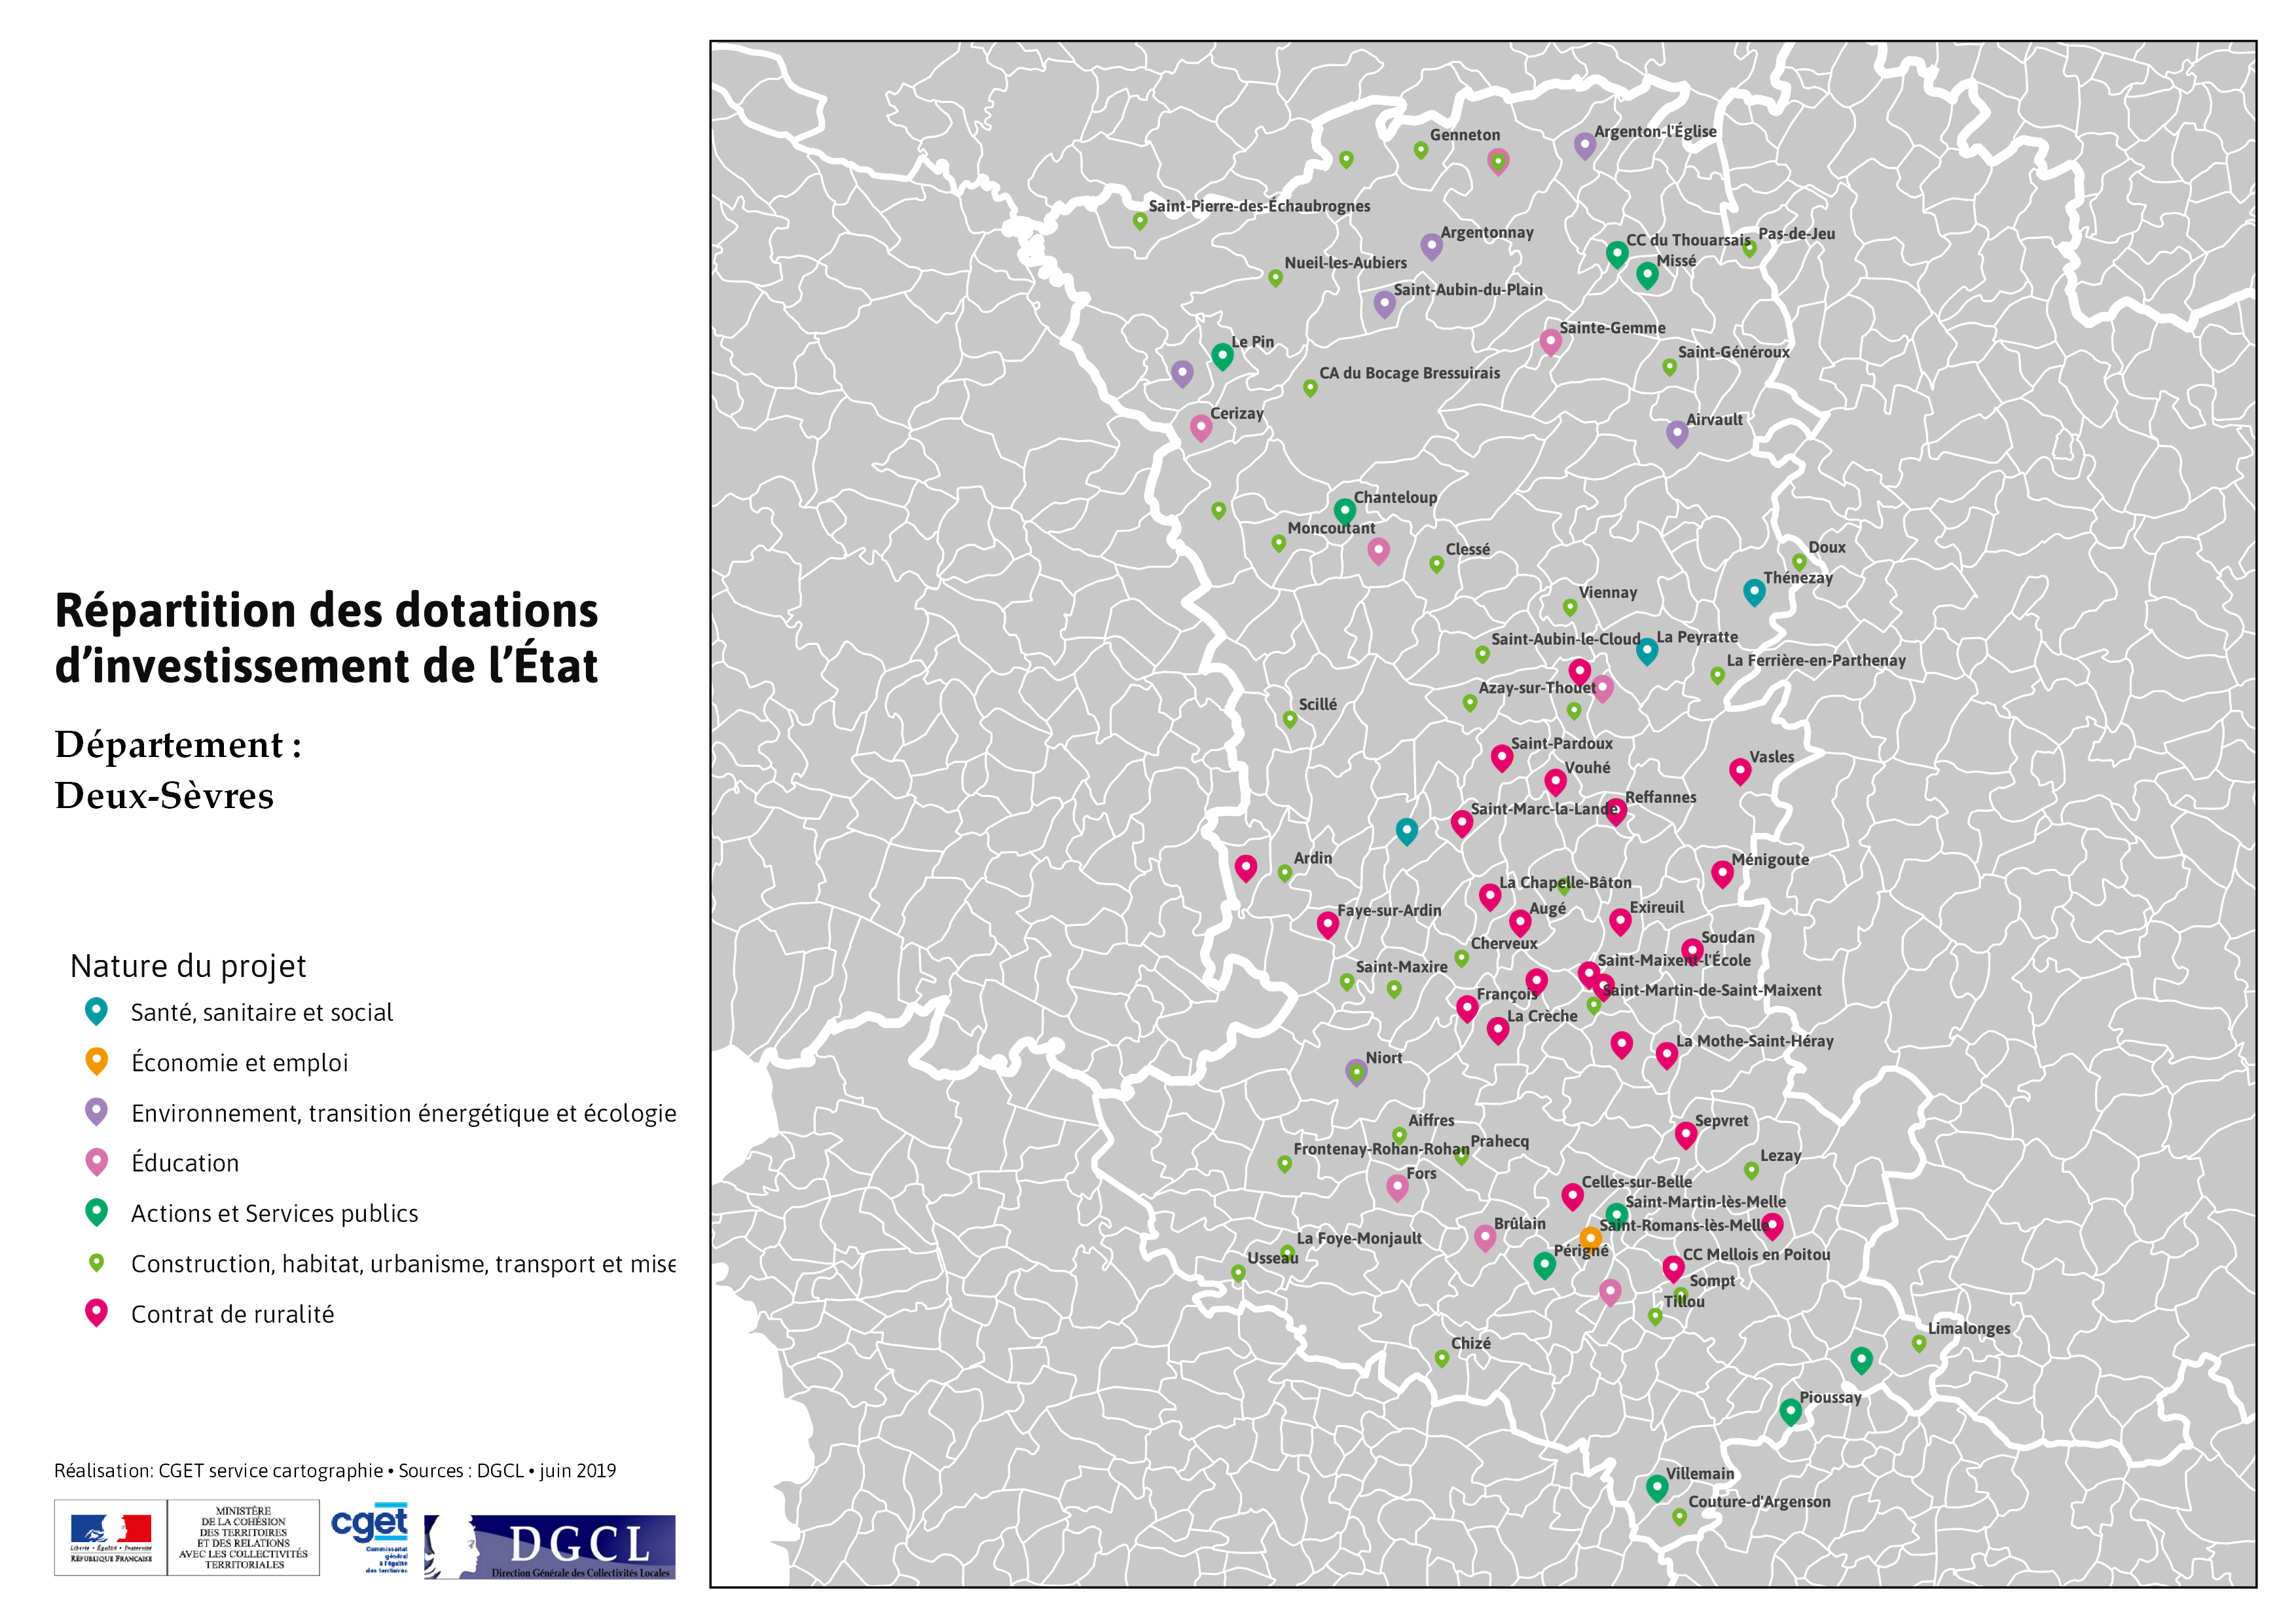 Répartition des dotations
d’investissement de l’État
Département :
Deux-Sèvres
Nature du projet
Santé, sanitaire et social
Économie et emploi
Environnement, transition énergétique et écologie
Éducation
Actions et Services publics
Construction, habitat, urbanisme, transport et mise
Contrat de ruralité
Réalisation: CGET service cartographie • Sources : DGCL • juin 2019
Liberté • Égalité • Fraternité
RÉPUBLIQUE FRANÇAISE
MINISTÈRE
DE LA COHÉSION
DES TERRITOIRES
ET DES RELATIONS
AVEC LES COLLECTIVITÉS
TERRITORIALES
cget
Commissariat
général
à l'égalité
des territoires
DGCL
Direction Générale des Collectivités Locales
Genneton
Argenton-l'Église
Saint-Pierre-des-Échaubrognes
Argentonnay
CC du Thouarsais
Pas-de-Jeu
Missé
Nueil-les-Aubiers
Saint-Aubin-du-Plain
Sainte-Gemme
Le Pin
Saint-Généroux
CA du Bocage Bressuirais
Cerizay
Airvault
Chanteloup
Moncoutant
Clessé
Doux
Thénezay
Viennay
Saint-Aubin-le-Cloud
La Peyratte
La Ferrière-en-Parthenay
Azay-sur-Thouet
Scillé
Saint-Pardoux
Vouhé
Vasles
Reffannes
Saint-Marc-la-Lande
Ardin
Ménigoute
La Chapelle-Bâton
Faye-sur-Ardin
Augé
Exireuil
Soudan
Cherveux
Saint-Maixent-l'École
Saint-Maxire
Saint-Martin-de-Saint-Maixent
François
La Crèche
La Mothe-Saint-Héray
Niort
Aiffres
Sepvret
Prahecq
Frontenay-Rohan-Rohan
Lezay
Fors
Celles-sur-Belle
Saint-Martin-lès-Melle
Brûlain
Saint-Romans-lès-Melle
La Foye-Monjault
Périgné
CC Mellois en Poitou
Usseau
Sompt
Tillou
Limalonges
Chizé
Pioussay
Villemain
Couture-d'Argenson